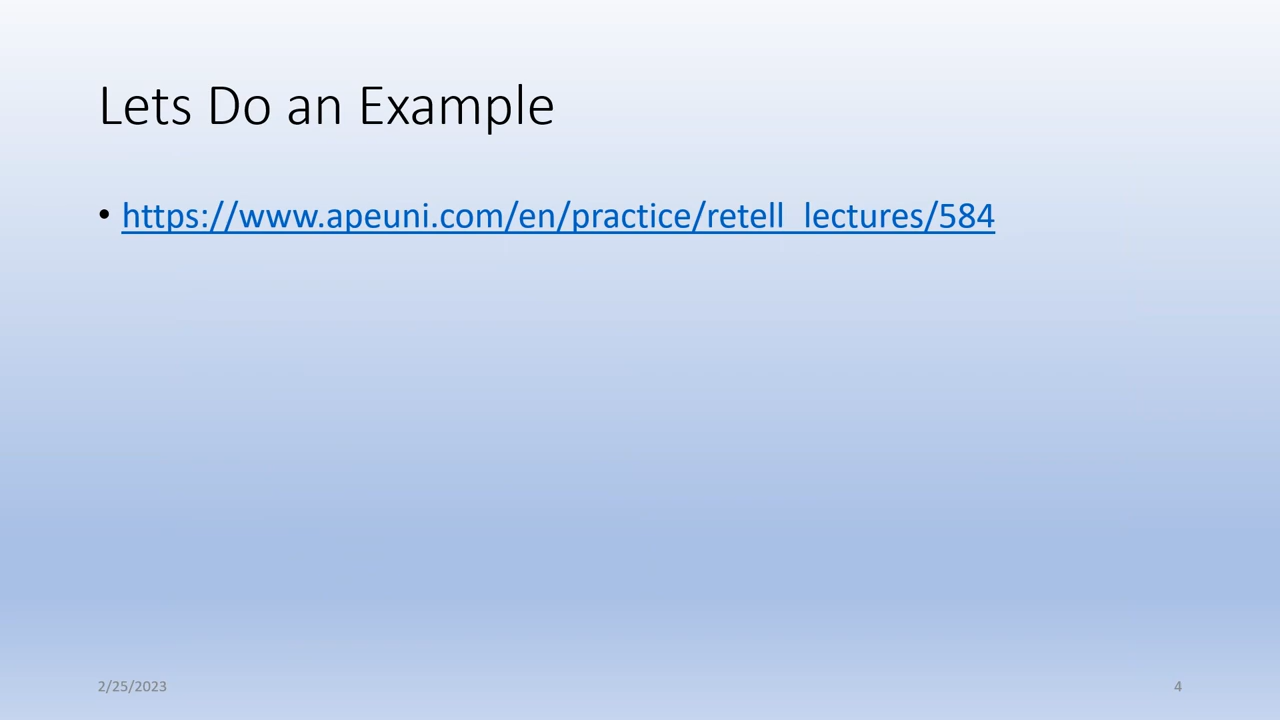 Lets Do an Example
• https://www.apeuni.com/en/practice/retell_lectures/584
2/25/2023
4